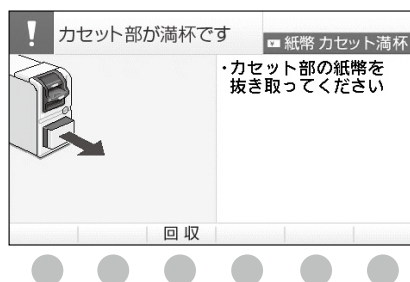 !
カセット部が満杯です
紙幣 カセット満杯
・カセット部の紙幣を
抜き取ってください
回収